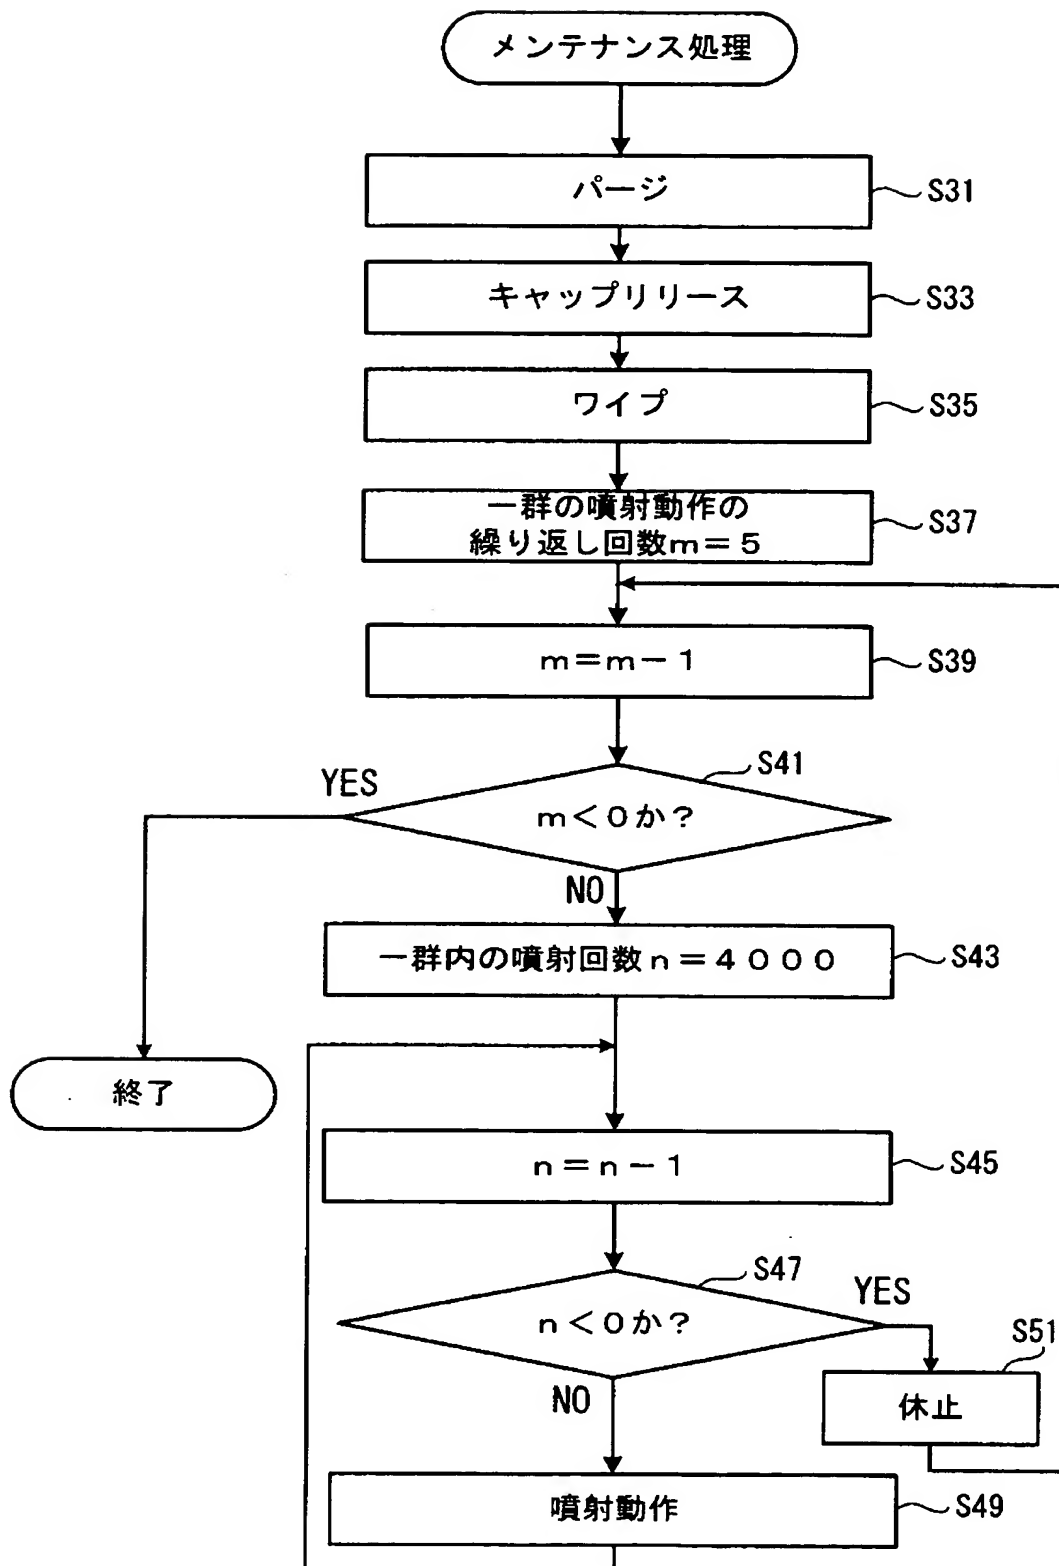 メンテナンス処理
パージ
S31
キャップリリース
S33
ワイプ
S35
一群の噴射動作の
繰り返し回数m=5
S37
m=m-1
S39
S41
YES
m<0か?
NO
一群内の噴射回数n=4000
S43
終了
n=n-1
S45
S47
n<0か?
YES
S51
NO
休止
噴射動作
S49